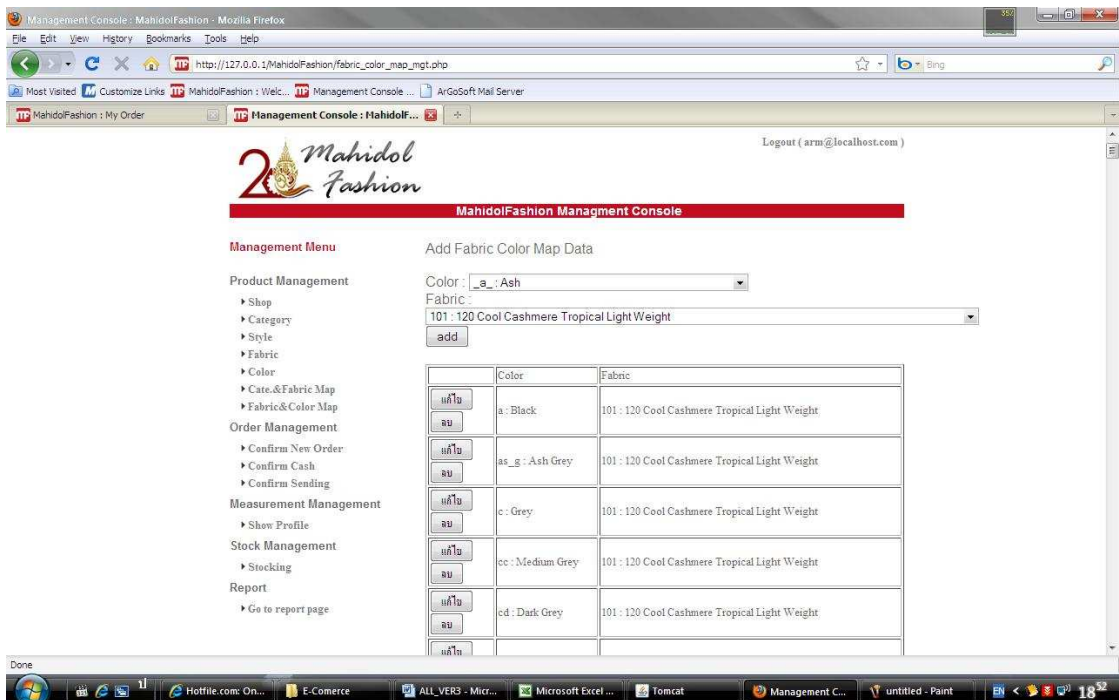 Management Console : MahidolFashion - Mozilla Firefox
35%
File Edit View History Bookmarks Tools Help
http://127.0.0.1/MahidolFashion/fabric_color_map_mgt.php
Bing
Most Visited Customize Links MahidolFashion : Welc... Management Console ... ArGoSoft Mail Server
MahidolFashion : My Order Management Console : MahidolF...
Mahidol Fashion
Logout ( arm@localhost.com )
MahidolFashion Managment Console
Management Menu
Product Management
Shop
Category
Style
Fabric
Color
Cate.&Fabric Map
Fabric&Color Map
Order Management
Confirm New Order
Confirm Cash
Confirm Sending
Measurement Management
Show Profile
Stock Management
Stocking
Report
Go to report page
Add Fabric Color Map Data
Color : _a_ : Ash
Fabric :
101 : 120 Cool Cashmere Tropical Light Weight
add
Color Fabric
แก้ไข
ลบ
a : Black 101 : 120 Cool Cashmere Tropical Light Weight
แก้ไข
ลบ
as_g : Ash Grey 101 : 120 Cool Cashmere Tropical Light Weight
แก้ไข
ลบ
c : Grey 101 : 120 Cool Cashmere Tropical Light Weight
แก้ไข
ลบ
cc : Medium Grey 101 : 120 Cool Cashmere Tropical Light Weight
แก้ไข
ลบ
cd : Dark Grey 101 : 120 Cool Cashmere Tropical Light Weight
แก้ไข
Done
Hotfile.com: On... E-Comerce ALL_VER3 - Micr... Microsoft Excel ... Tomcat Management C... untitled - Paint EN 18 52